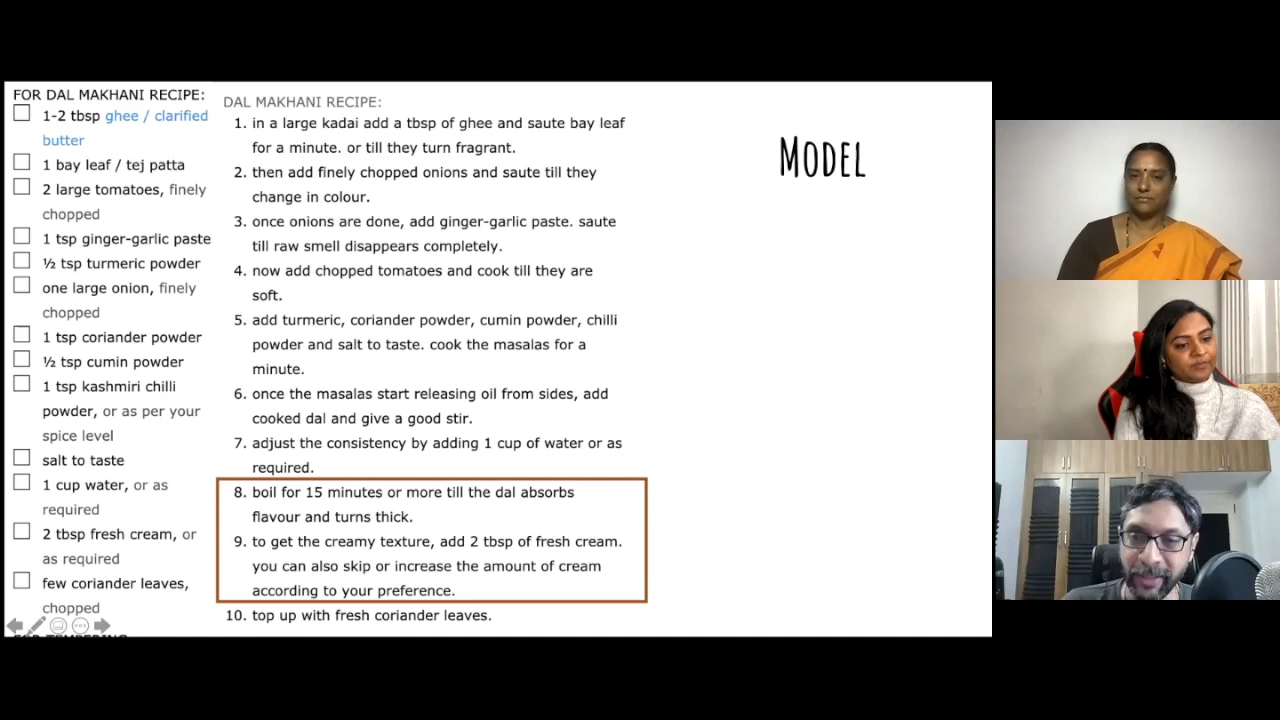 FOR DAL MAKHANI RECIPE:
1-2 tbsp ghee / clarified
butter
1 bay leaf / tej patta
2 large tomatoes, finely
chopped
1 tsp ginger-garlic paste
½ tsp turmeric powder
one large onion, finely
chopped
1 tsp coriander powder
½ tsp cumin powder
1 tsp kashmiri chilli
powder, or as per your
spice level
salt to taste
1 cup water, or as
required
2 tbsp fresh cream, or
as required
few coriander leaves,
chopped
FOR TEMPERING
DAL MAKHANI RECIPE:
1. in a large kadai add a tbsp of ghee and saute bay leaf
for a minute. or till they turn fragrant.
2. then add finely chopped onions and saute till they
change in colour.
3. once onions are done, add ginger-garlic paste. saute
till raw smell disappears completely.
4. now add chopped tomatoes and cook till they are
soft.
5. add turmeric, coriander powder, cumin powder, chilli
powder and salt to taste. cook the masalas for a
minute.
6. once the masalas start releasing oil from sides, add
cooked dal and give a good stir.
7. adjust the consistency by adding 1 cup of water or as
required.
8. boil for 15 minutes or more till the dal absorbs
flavour and turns thick.
9. to get the creamy texture, add 2 tbsp of fresh cream.
you can also skip or increase the amount of cream
according to your preference.
10. top up with fresh coriander leaves.
MODEL